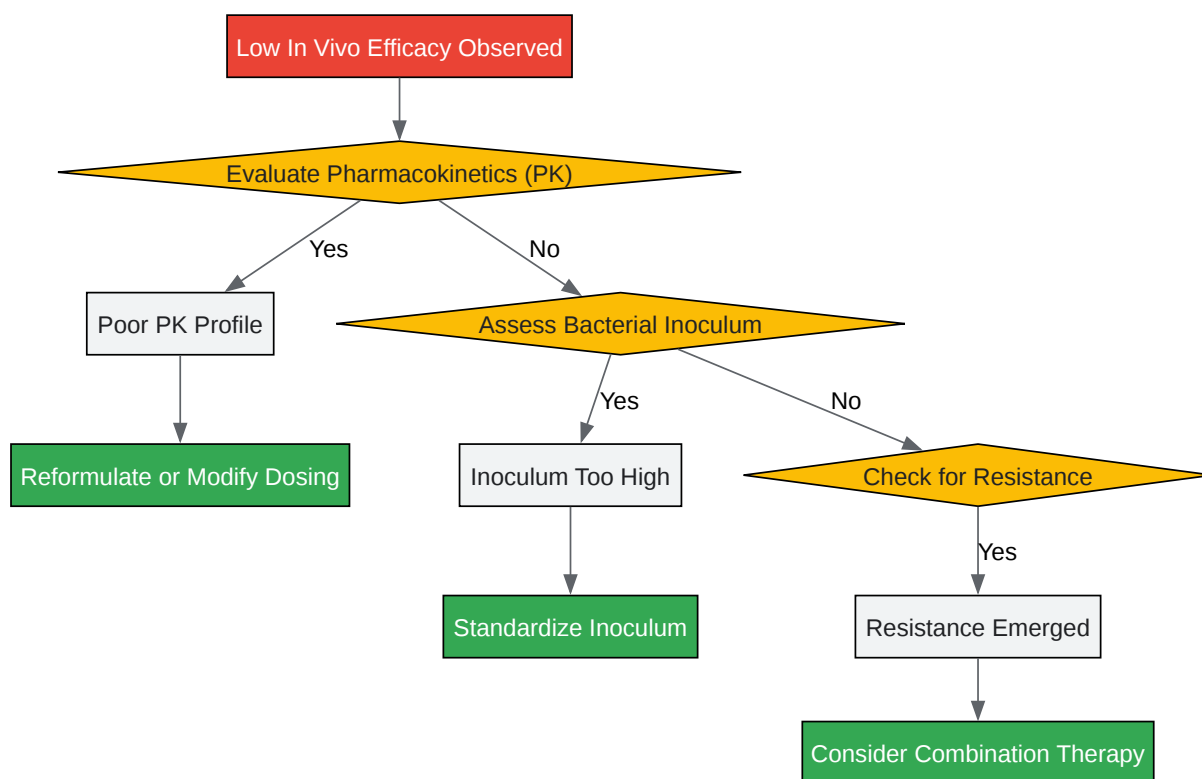 Low In Vivo Efficacy Observed
Evaluate Pharmacokinetics (PK)
Yes
No
Poor PK Profile
Assess Bacterial Inoculum
Yes
No
Reformulate or Modify Dosing
Inoculum Too High
Check for Resistance
Yes
Standardize Inoculum
Resistance Emerged
Consider Combination Therapy